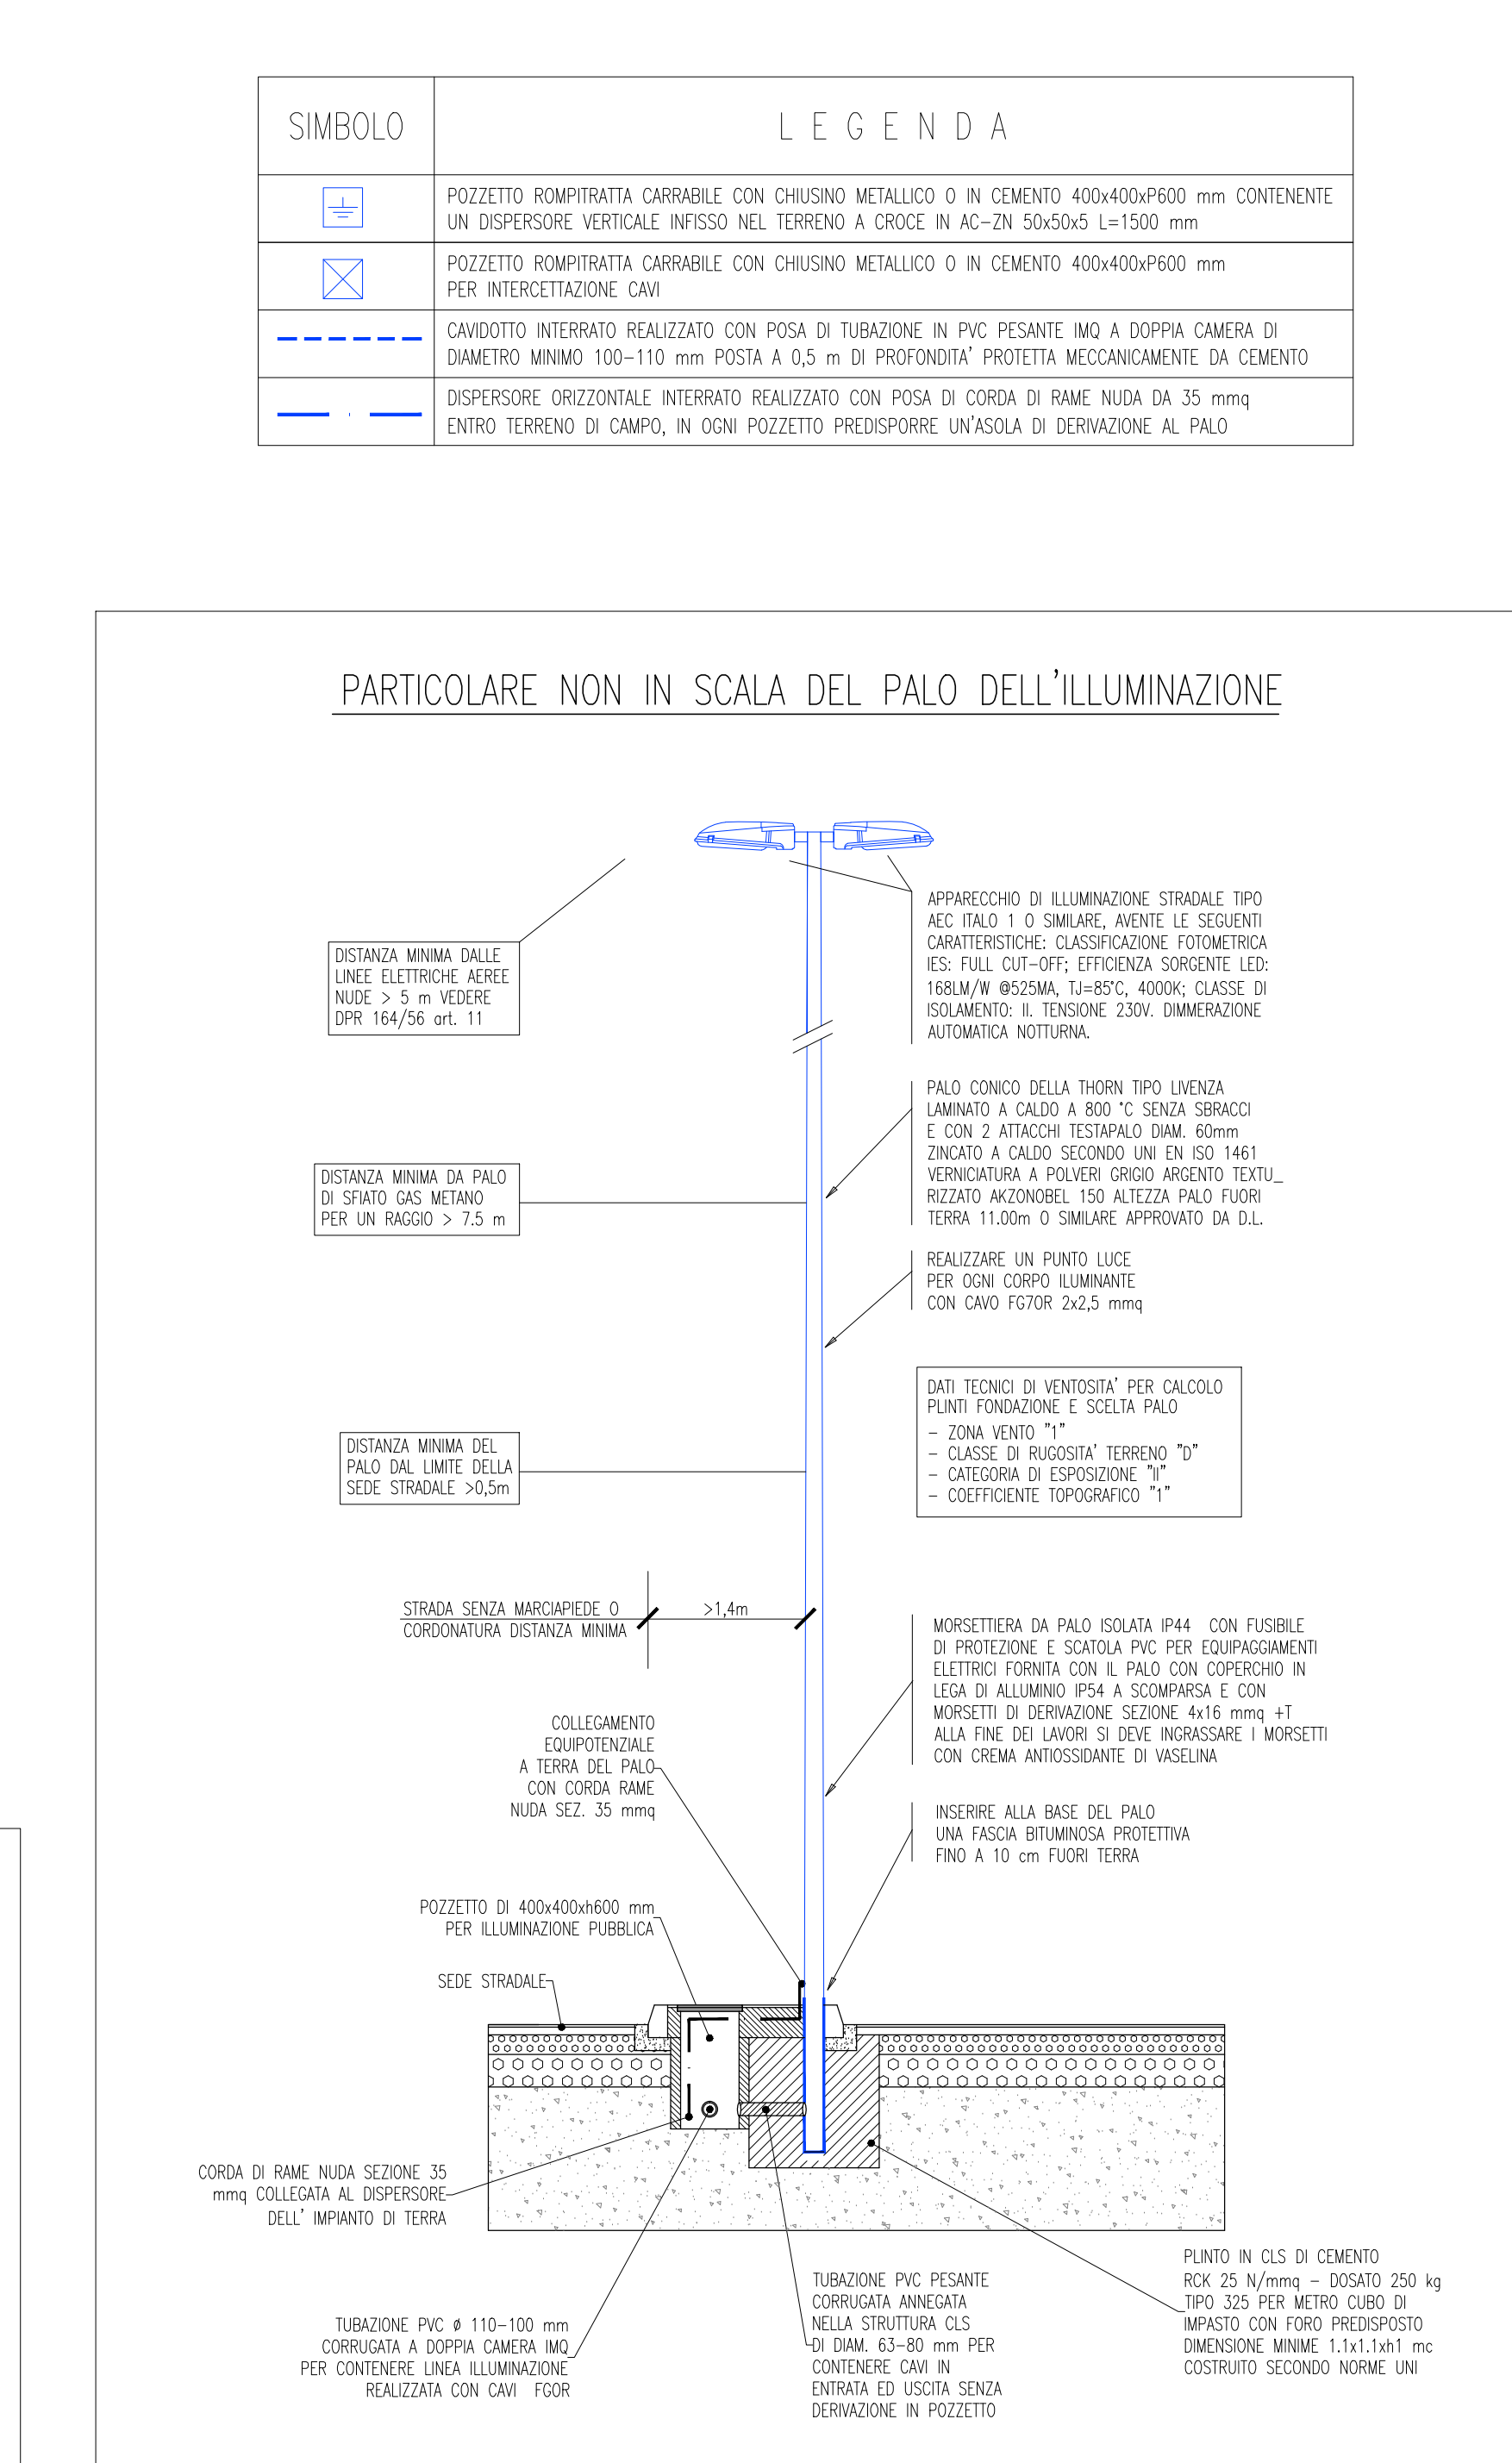 SIMBOLO
LEGENDA
POZZETTO ROMPITRATTA CARRABILE CON CHIUSINO METALLICO O IN CEMENTO 400x400xP600 mm CONTENENTE
UN DISPERSORE VERTICALE INFISSO NEL TERRENO A CROCE IN AC-ZN 50x50x5 L=1500 mm
POZZETTO ROMPITRATTA CARRABILE CON CHIUSINO METALLICO O IN CEMENTO 400x400xP600 mm
PER INTERCETTAZIONE CAVI
CAVIDOTTO INTERRATO REALIZZATO CON POSA DI TUBAZIONE IN PVC PESANTE IMQ A DOPPIA CAMERA DI
DIAMETRO MINIMO 100-110 mm POSTA A 0,5 m DI PROFONDITA' PROTETTA MECCANICAMENTE DA CEMENTO
DISPERSORE ORIZZONTALE INTERRATO REALIZZATO CON POSA DI CORDA DI RAME NUDA DA 35 mmq
ENTRO TERRENO DI CAMPO, IN OGNI POZZETTO PREDISPORRE UN'ASOLA DI DERIVAZIONE AL PALO
PARTICOLARE NON IN SCALA DEL PALO DELL'ILLUMINAZIONE
APPARECCHIO DI ILLUMINAZIONE STRADALE TIPO
AEC ITALO 1 O SIMILARE, AVENTE LE SEGUENTI
CARATTERISTICHE: CLASSIFICAZIONE FOTOMETRICA
IES: FULL CUT-OFF; EFFICIENZA SORGENTE LED:
168LM/W @525MA, TJ=85°C, 4000K; CLASSE DI
ISOLAMENTO: II. TENSIONE 230V. DIMMERAZIONE
AUTOMATICA NOTTURNA.
DISTANZA MINIMA DALLE
LINEE ELETTRICHE AEREE
NUDE > 5 m VEDERE
DPR 164/56 art. 11
PALO CONICO DELLA THORN TIPO LIVENZA
LAMINATO A CALDO A 800 °C SENZA SBRACCI
E CON 2 ATTACCHI TESTAPALO DIAM. 60mm
ZINCATO A CALDO SECONDO UNI EN ISO 1461
VERNICIATURA A POLVERI GRIGIO ARGENTO TEXTU_
RIZZATO AKZONOBEL 150 ALTEZZA PALO FUORI
TERRA 11.00m O SIMILARE APPROVATO DA D.L.
DISTANZA MINIMA DA PALO
DI SFIATO GAS METANO
PER UN RAGGIO > 7.5 m
REALIZZARE UN PUNTO LUCE
PER OGNI CORPO ILUMINANTE
CON CAVO FG7OR 2x2,5 mmq
DATI TECNICI DI VENTOSITA' PER CALCOLO
PLINTI FONDAZIONE E SCELTA PALO
- ZONA VENTO "1"
- CLASSE DI RUGOSITA' TERRENO "D"
- CATEGORIA DI ESPOSIZIONE "II"
- COEFFICIENTE TOPOGRAFICO "1"
DISTANZA MINIMA DEL
PALO DAL LIMITE DELLA
SEDE STRADALE >0,5m
STRADA SENZA MARCIAPIEDE O
CORDONATURA DISTANZA MINIMA
>1,4m
MORSETTIERA DA PALO ISOLATA IP44 CON FUSIBILE
DI PROTEZIONE E SCATOLA PVC PER EQUIPAGGIAMENTI
ELETTRICI FORNITA CON IL PALO CON COPERCHIO IN
LEGA DI ALLUMINIO IP54 A SCOMPARSA E CON
MORSETTI DI DERIVAZIONE SEZIONE 4x16 mmq +T
ALLA FINE DEI LAVORI SI DEVE INGRASSARE I MORSETTI
CON CREMA ANTIOSSIDANTE DI VASELINA
COLLEGAMENTO
EQUIPOTENZIALE
A TERRA DEL PALO
CON CORDA RAME
NUDA SEZ. 35 mmq
INSERIRE ALLA BASE DEL PALO
UNA FASCIA BITUMINOSA PROTETTIVA
FINO A 10 cm FUORI TERRA
POZZETTO DI 400x400xh600 mm
PER ILLUMINAZIONE PUBBLICA
SEDE STRADALE
CORDA DI RAME NUDA SEZIONE 35
mmq COLLEGATA AL DISPERSORE
DELL' IMPIANTO DI TERRA
TUBAZIONE PVC ø 110-100 mm
CORRUGATA A DOPPIA CAMERA IMQ
PER CONTENERE LINEA ILLUMINAZIONE
REALIZZATA CON CAVI FGOR
TUBAZIONE PVC PESANTE
CORRUGATA ANNEGATA
NELLA STRUTTURA CLS
DI DIAM. 63-80 mm PER
CONTENERE CAVI IN
ENTRATA ED USCITA SENZA
DERIVAZIONE IN POZZETTO
PLINTO IN CLS DI CEMENTO
RCK 25 N/mmq - DOSATO 250 kg
TIPO 325 PER METRO CUBO DI
IMPASTO CON FORO PREDISPOSTO
DIMENSIONE MINIME 1.1x1.1xh1 mc
COSTRUITO SECONDO NORME UNI